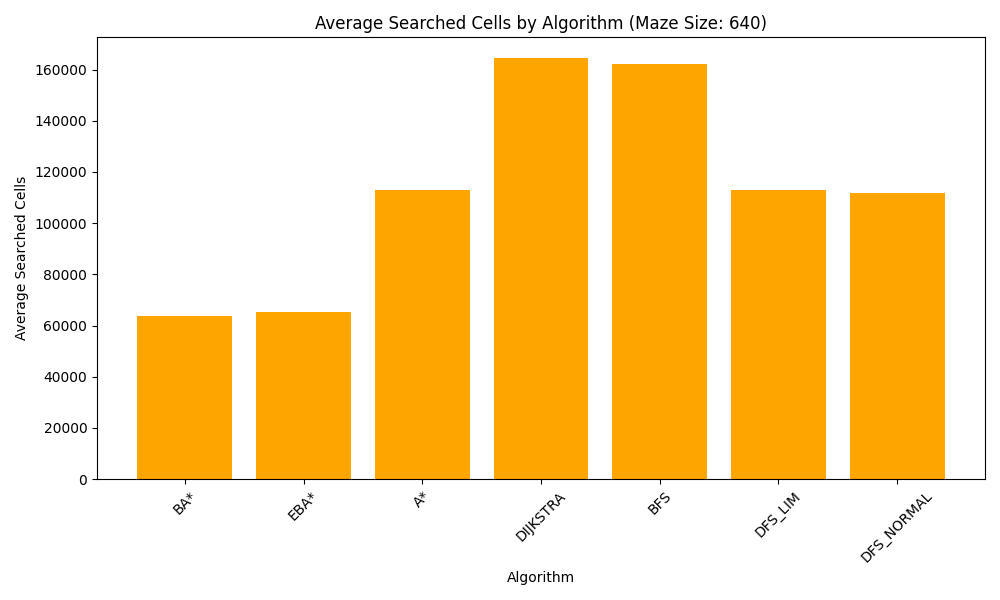 Average Searched Cells by Algorithm (Maze Size: 640)
Average Searched Cells
160000
140000
120000
100000
80000
60000
40000
20000
0
BA*
EBA*
A*
DIJKSTRA
BFS
DFS_LIM
DFS_NORMAL
Algorithm